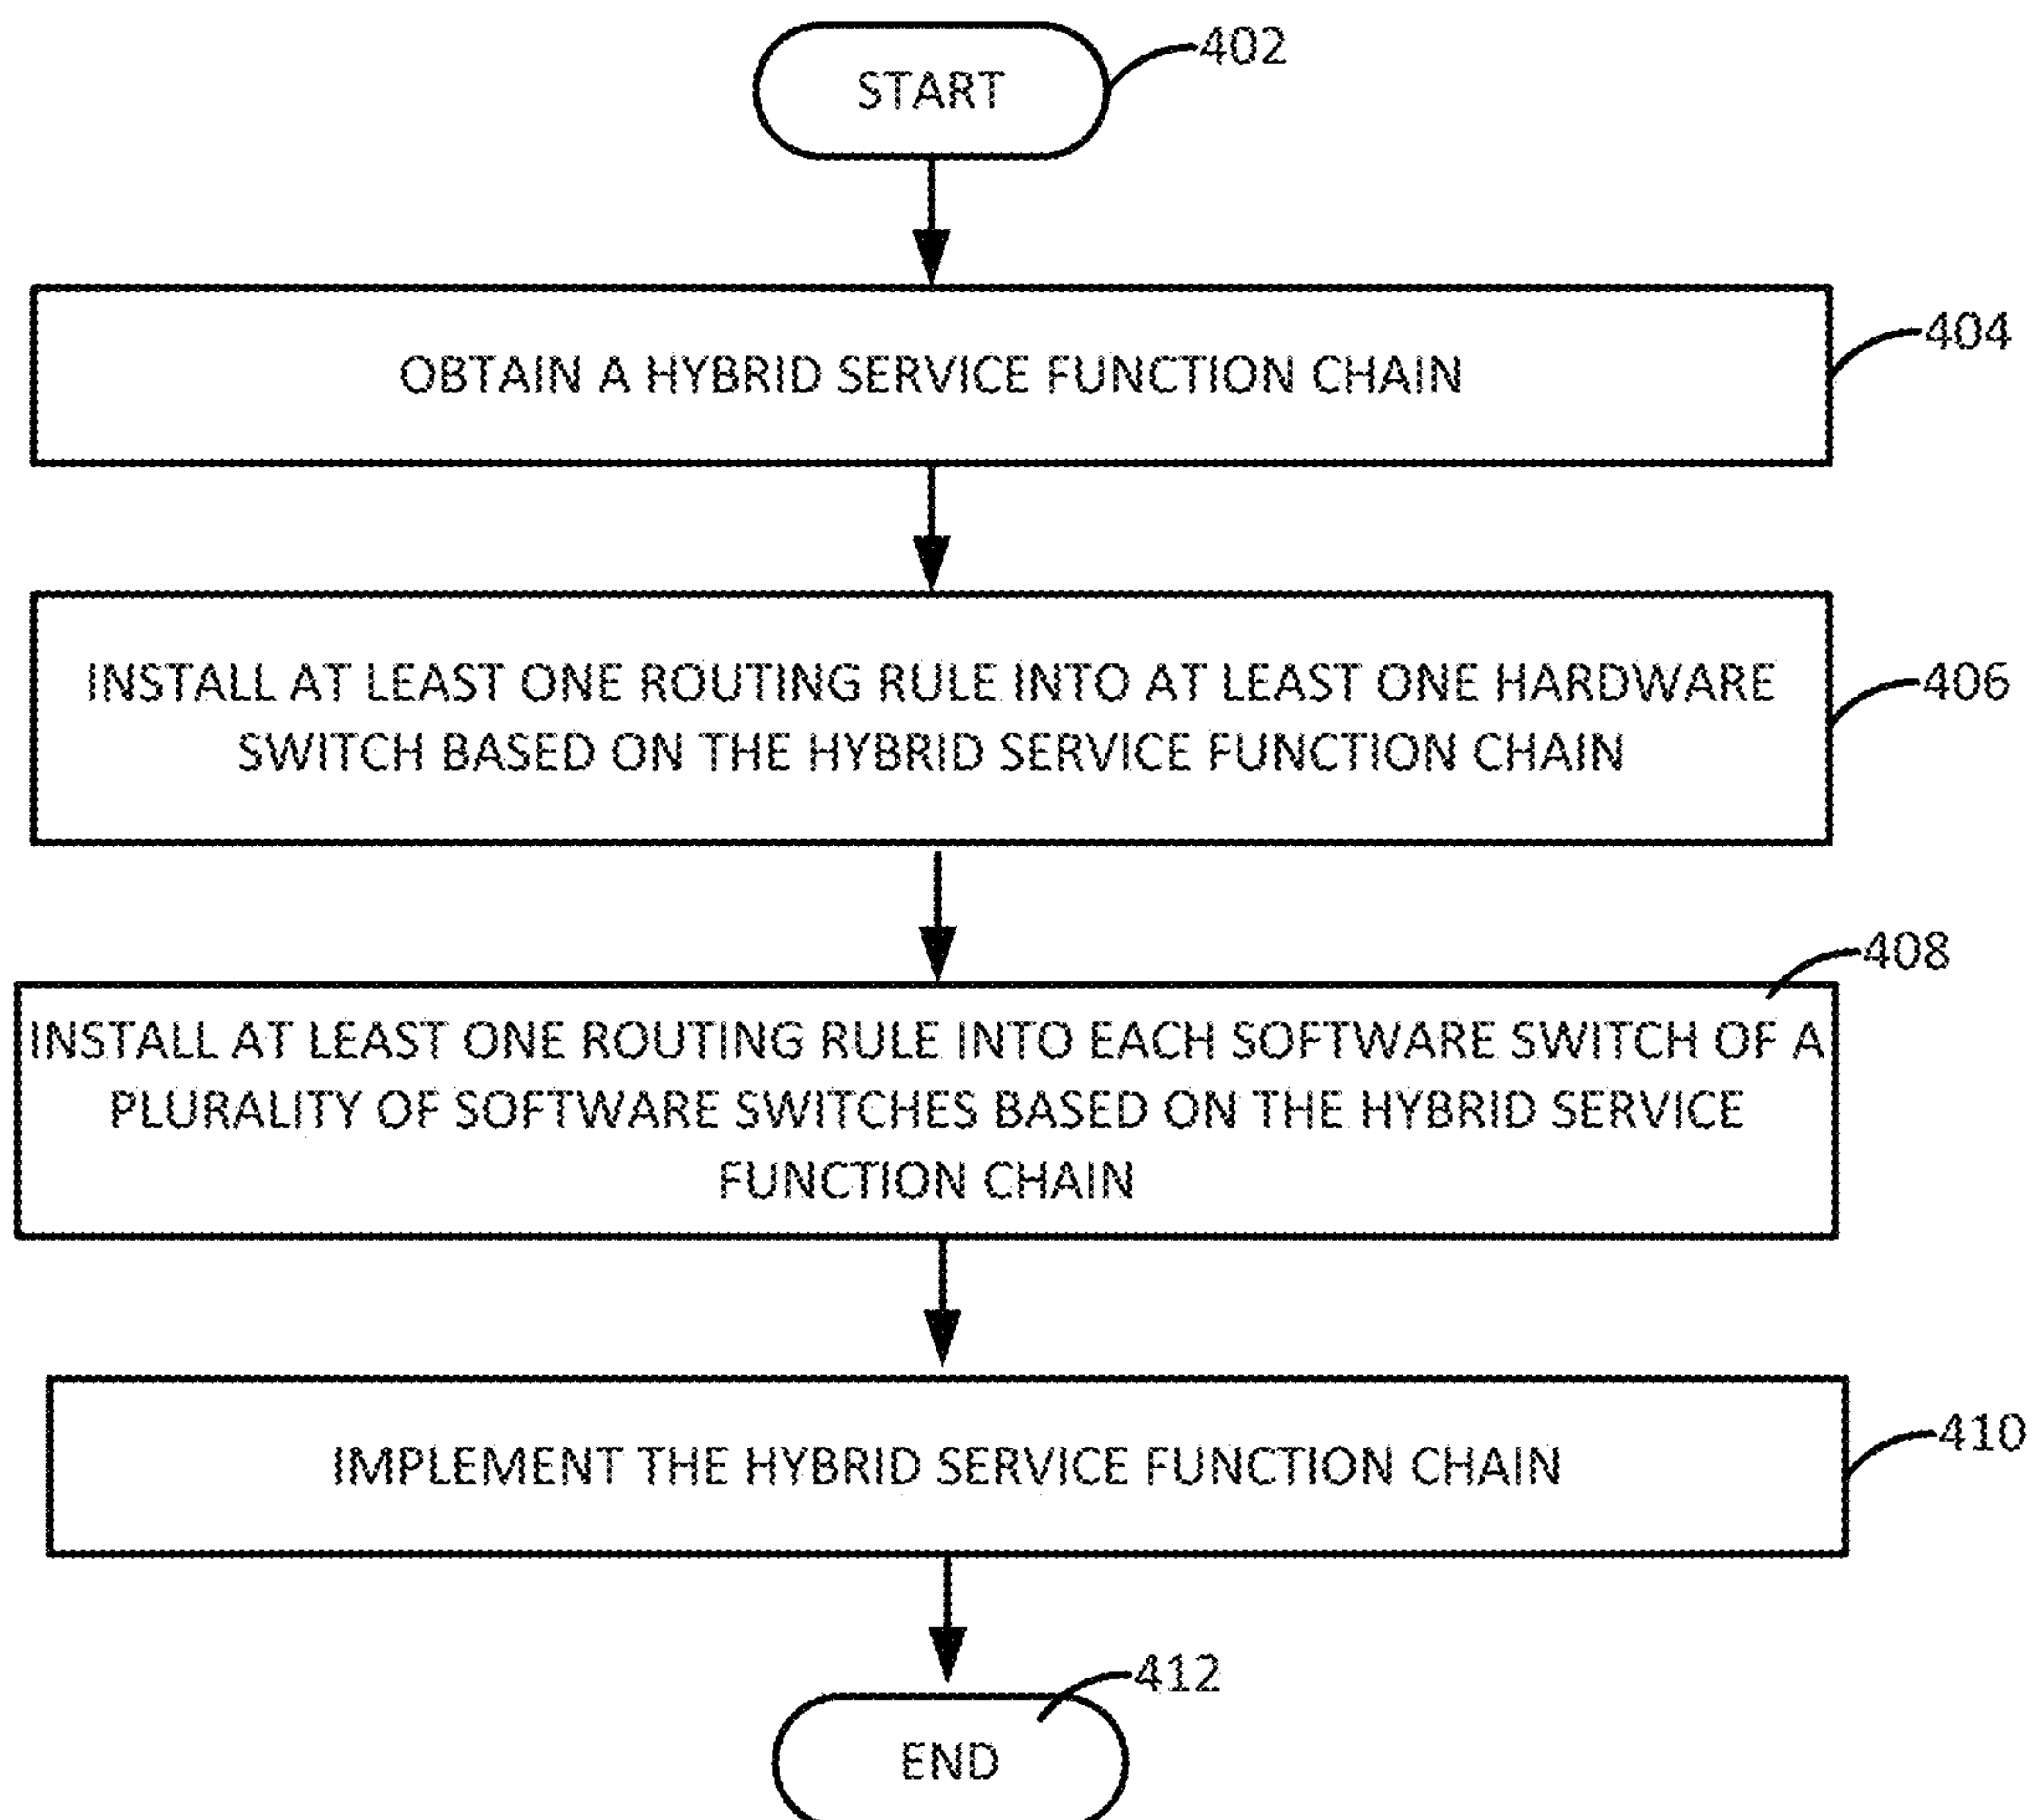 START
402
OBTAIN A HYBRID SERVICE FUNCTION CHAIN
404
INSTALL AT LEAST ONE ROUTING RULE INTO AT LEAST ONE HARDWARE
SWITCH BASED ON THE HYBRID SERVICE FUNCTION CHAIN
406
408
INSTALL AT LEAST ONE ROUTING RULE INTO EACH SOFTWARE SWITCH OF A
PLURALITY OF SOFTWARE SWITCHES BASED ON THE HYBRID SERVICE
FUNCTION CHAIN
IMPLEMENT THE HYBRID SERVICE FUNCTION CHAIN
410
412
END